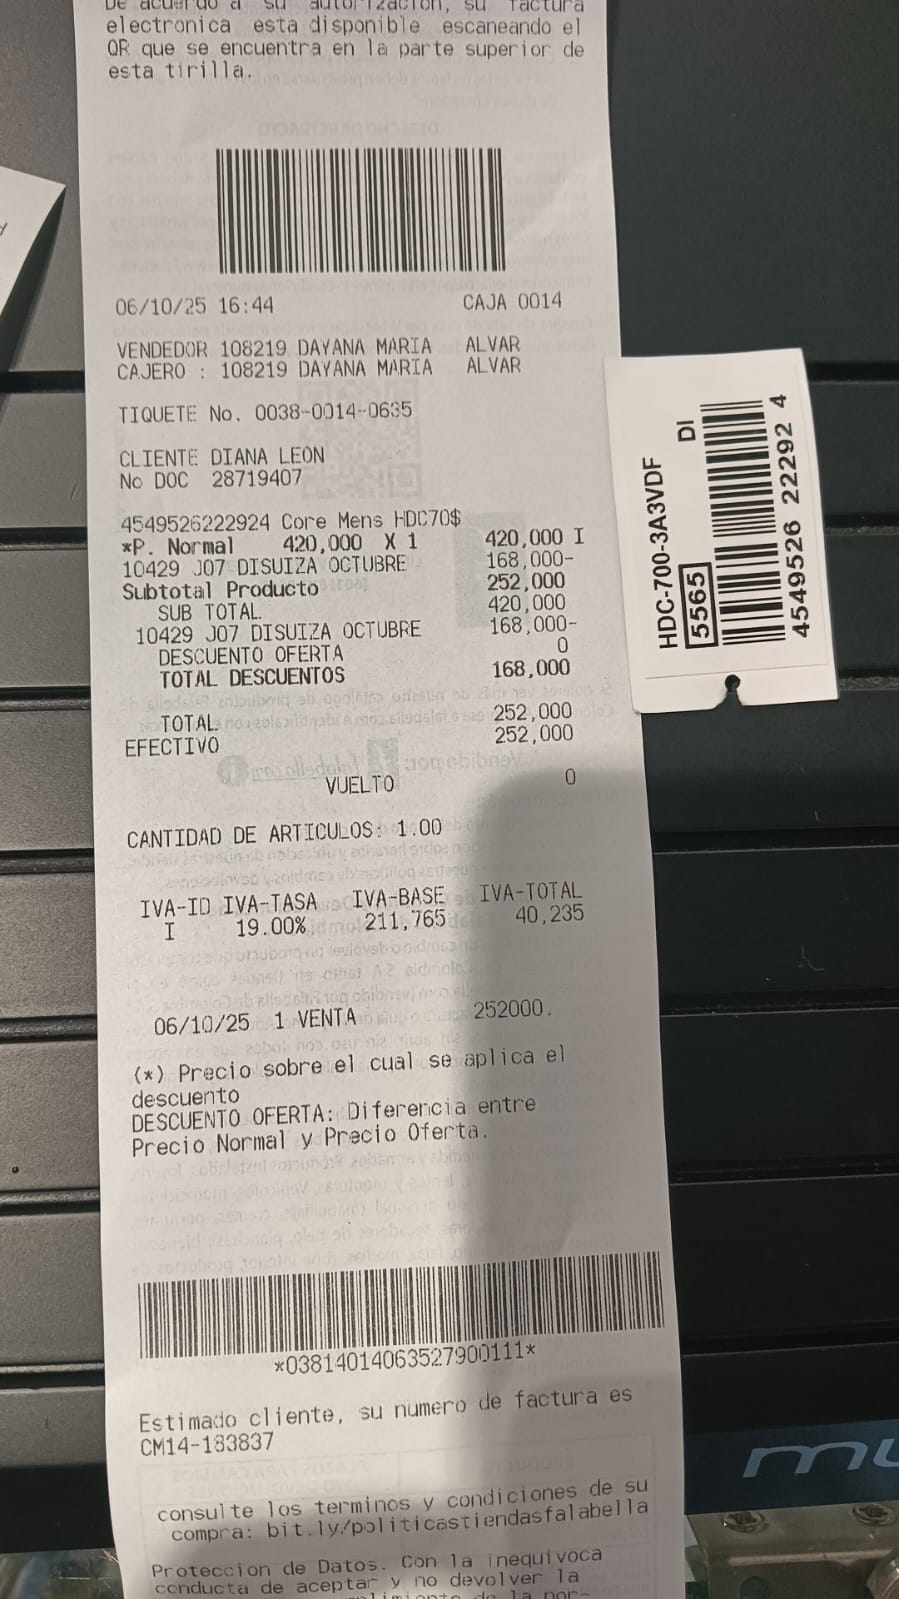 De acuerdo a su autorizacion, su factura
electronica esta disponible escaneando el
QR que se encuentra en la parte superior de
esta tirilla.
06/10/25 16:44 CAJA 0014
VENDEDOR 108219 DAYANA MARIA ALVAR
CAJERO : 108219 DAYANA MARIA ALVAR
TIQUETE No. 0038-0014-0635
CLIENTE DIANA LEON
No DOC 28719407
4549526222924 Core Mens HDC70$
*P. Normal 420,000 X 1 420,000 I
10429 J07 DISUIZA OCTUBRE 168,000-
Subtotal Producto 252,000
SUB TOTAL 420,000
10429 J07 DISUIZA OCTUBRE 168,000-
DESCUENTO OFERTA 0
TOTAL DESCUENTOS 168,000
TOTAL 252,000
EFECTIVO 252,000
VUELTO 0
CANTIDAD DE ARTICULOS: 1.00
IVA-ID IVA-TASA IVA-BASE IVA-TOTAL
I 19.00% 211,765 40,235
06/10/25 1 VENTA 252000.
(*) Precio sobre el cual se aplica el
descuento
DESCUENTO OFERTA: Diferencia entre
Precio Normal y Precio Oferta.
*03814014063527900111*
Estimado cliente, su numero de factura es
CM14-183837
consulte los terminos y condiciones de su
compra: bit.ly/politicastiendasfalabella
Proteccion de Datos. Con la inequivoca
conducta de aceptar y no devolver la
HDC-700-3A3VDF
5565 DI
4549526 22292 4